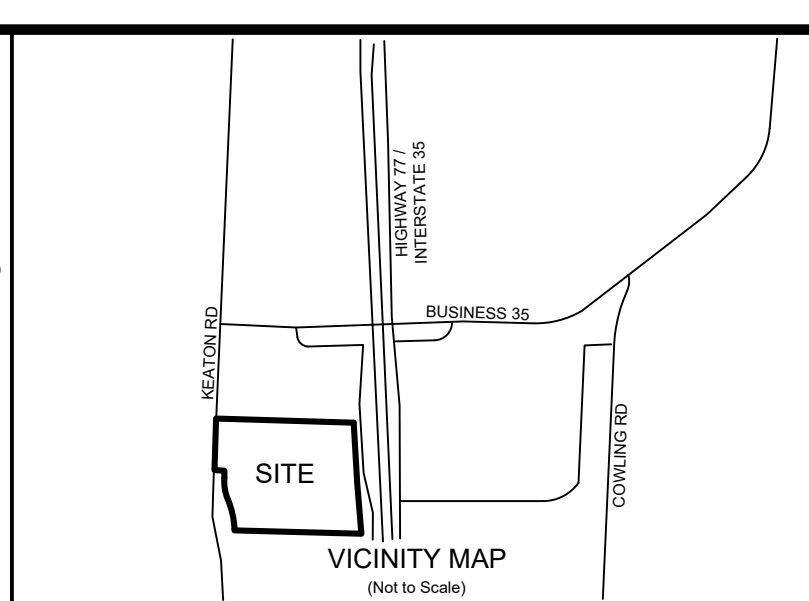 HIGHWAY 77 /
INTERSTATE 35
BUSINESS 35
KEATON RD
COWLING RD
SITE
VICINITY MAP
(Not to Scale)